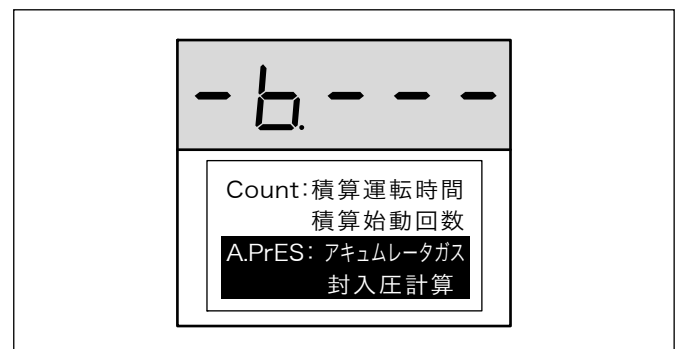 -b.---
Count:積算運転時間
積算始動回数
A.PrES:アキュムレータガス
封入圧計算